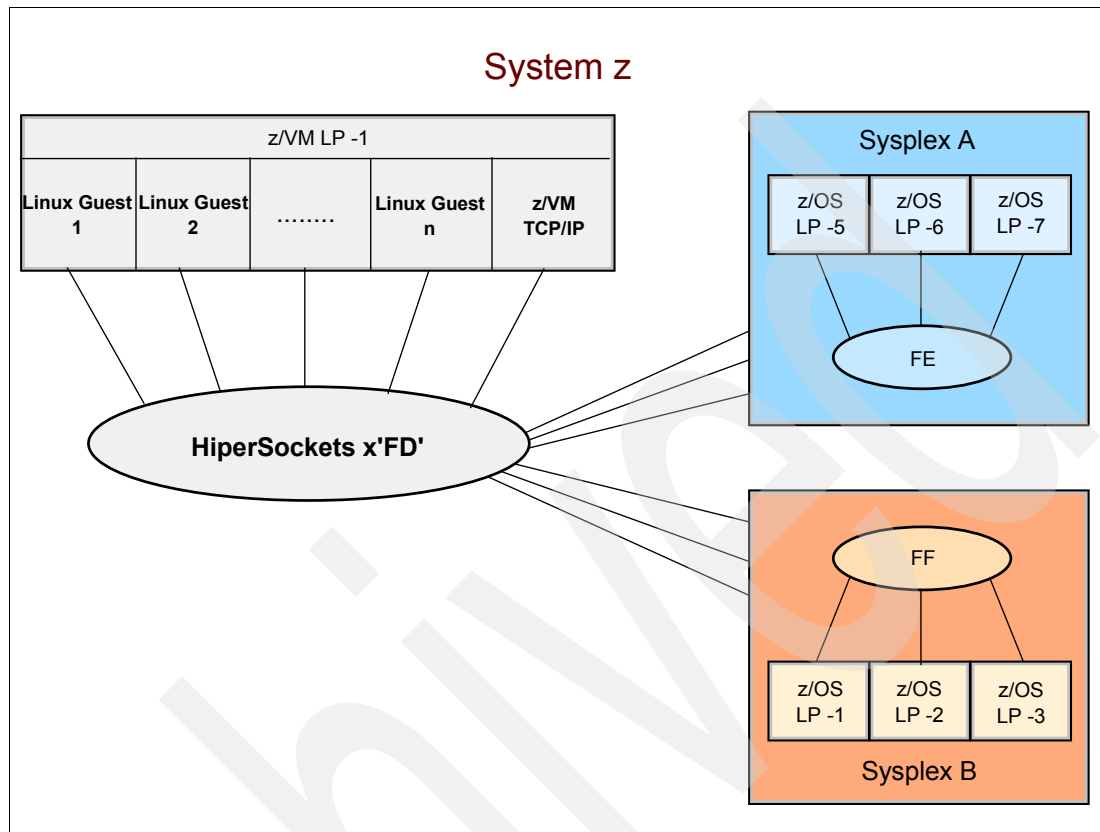 System z
z/VM LP -1
Linux Guest
1
Linux Guest
2
........
Linux Guest
n
z/VM
TCP/IP
HiperSockets x'FD'
Sysplex A
z/OS
LP -5
z/OS
LP -6
z/OS
LP -7
FE
FF
z/OS
LP -1
z/OS
LP -2
z/OS
LP -3
Sysplex B